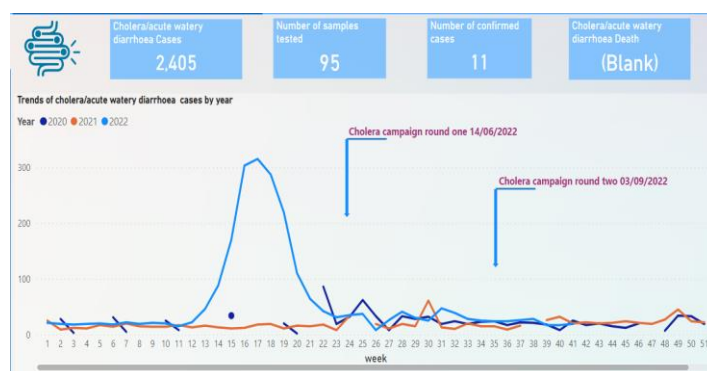 Cholera/acute watery
diarrhoea Cases
2,405
Number of samples
tested
95
Number of confirmed
cases
11
Cholera/acute watery
diarrhoea Death
(Blank)
Trends of cholera/acute watery diarrhoea cases by year
Year 2020 2021 2022
Cholera campaign round one 14/06/2022
Cholera campaign round two 03/09/2022
300
200
100
0
1 2 3 4 5 6 7 8 9 10 11 12 13 14 15 16 17 18 19 20 21 22 23 24 25 26 27 28 29 30 31 32 33 34 35 36 37 38 39 40 41 42 43 44 45 46 47 48 49 50 51
week